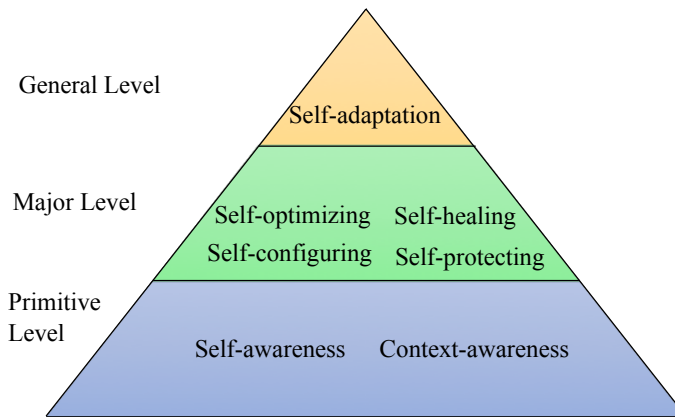 General Level
Self-adaptation
Major Level
Self-optimizing Self-healing
Self-configuring Self-protecting
Primitive
Level
Self-awareness Context-awareness